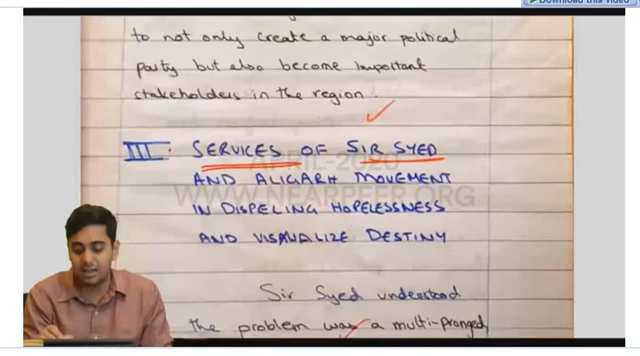 Download this video
to not only create a major political
party but also become important
stakeholders in the region.
III. SERVICES OF SIR SYED
AND ALIGARH MOVEMENT
IN DISPELING HOPELESSNESS
AND VISAUALIZE DESTINY
APRIL-2020
WWW.NEARPEER.ORG
Sir Syed understood
the problem was a multi-pronged